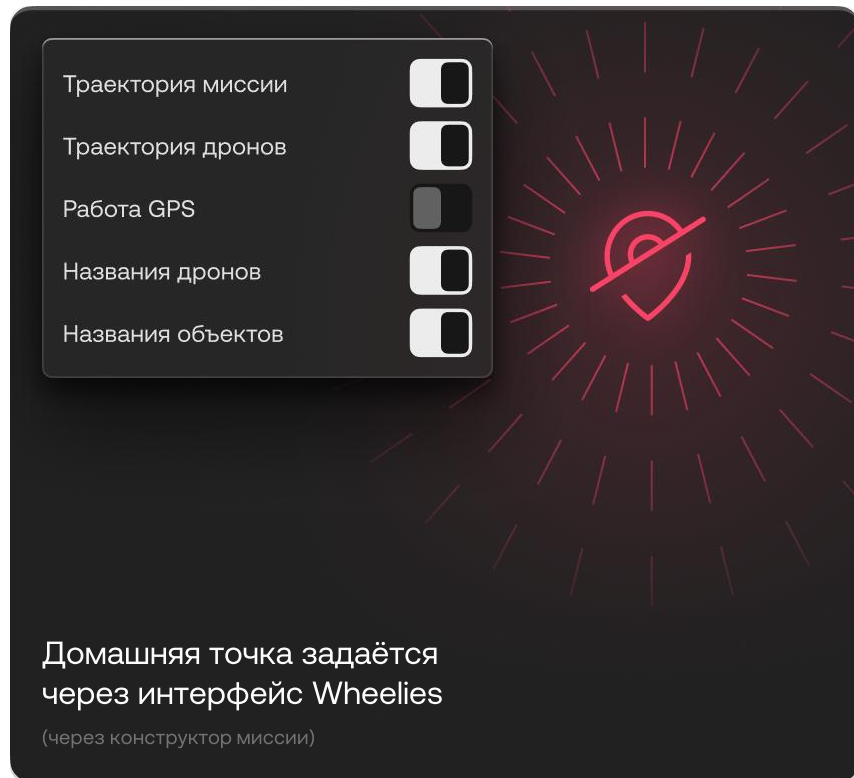 Траектория миссии
Траектория дронов
Работа GPS
Названия дронов
Названия объектов
Домашняя точка задаётся
через интерфейс Wheelies
(через конструктор миссии)